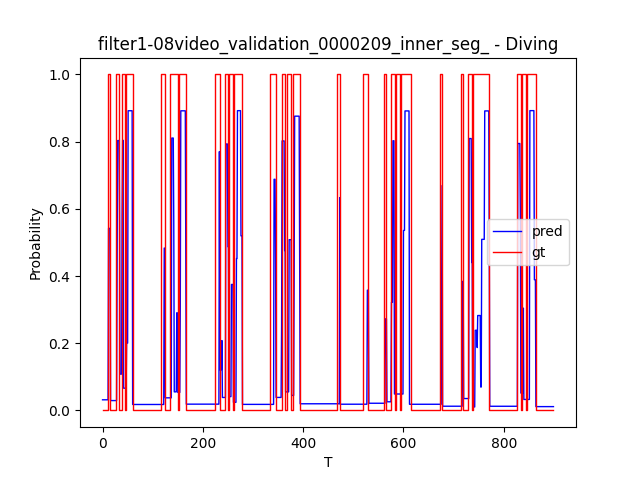 filter1-08video_validation_0000209_inner_seg_ - Diving
1.0
0.8
0.6
0.4
0.2
0.0
Probability
pred
gt
0 200 400 600 800
T